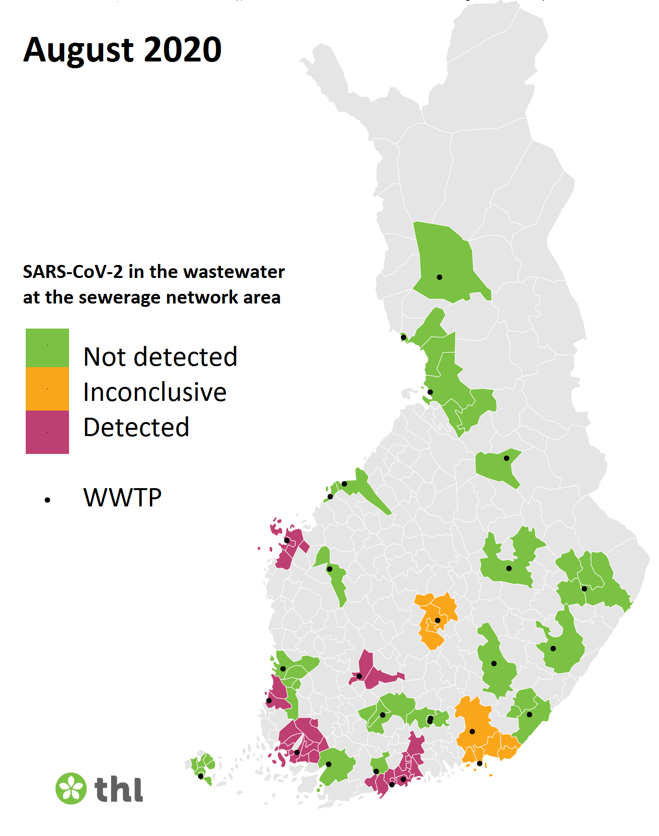 August 2020
SARS-CoV-2 in the wastewater
at the sewerage network area
Not detected
Inconclusive
Detected
WWTP
thl